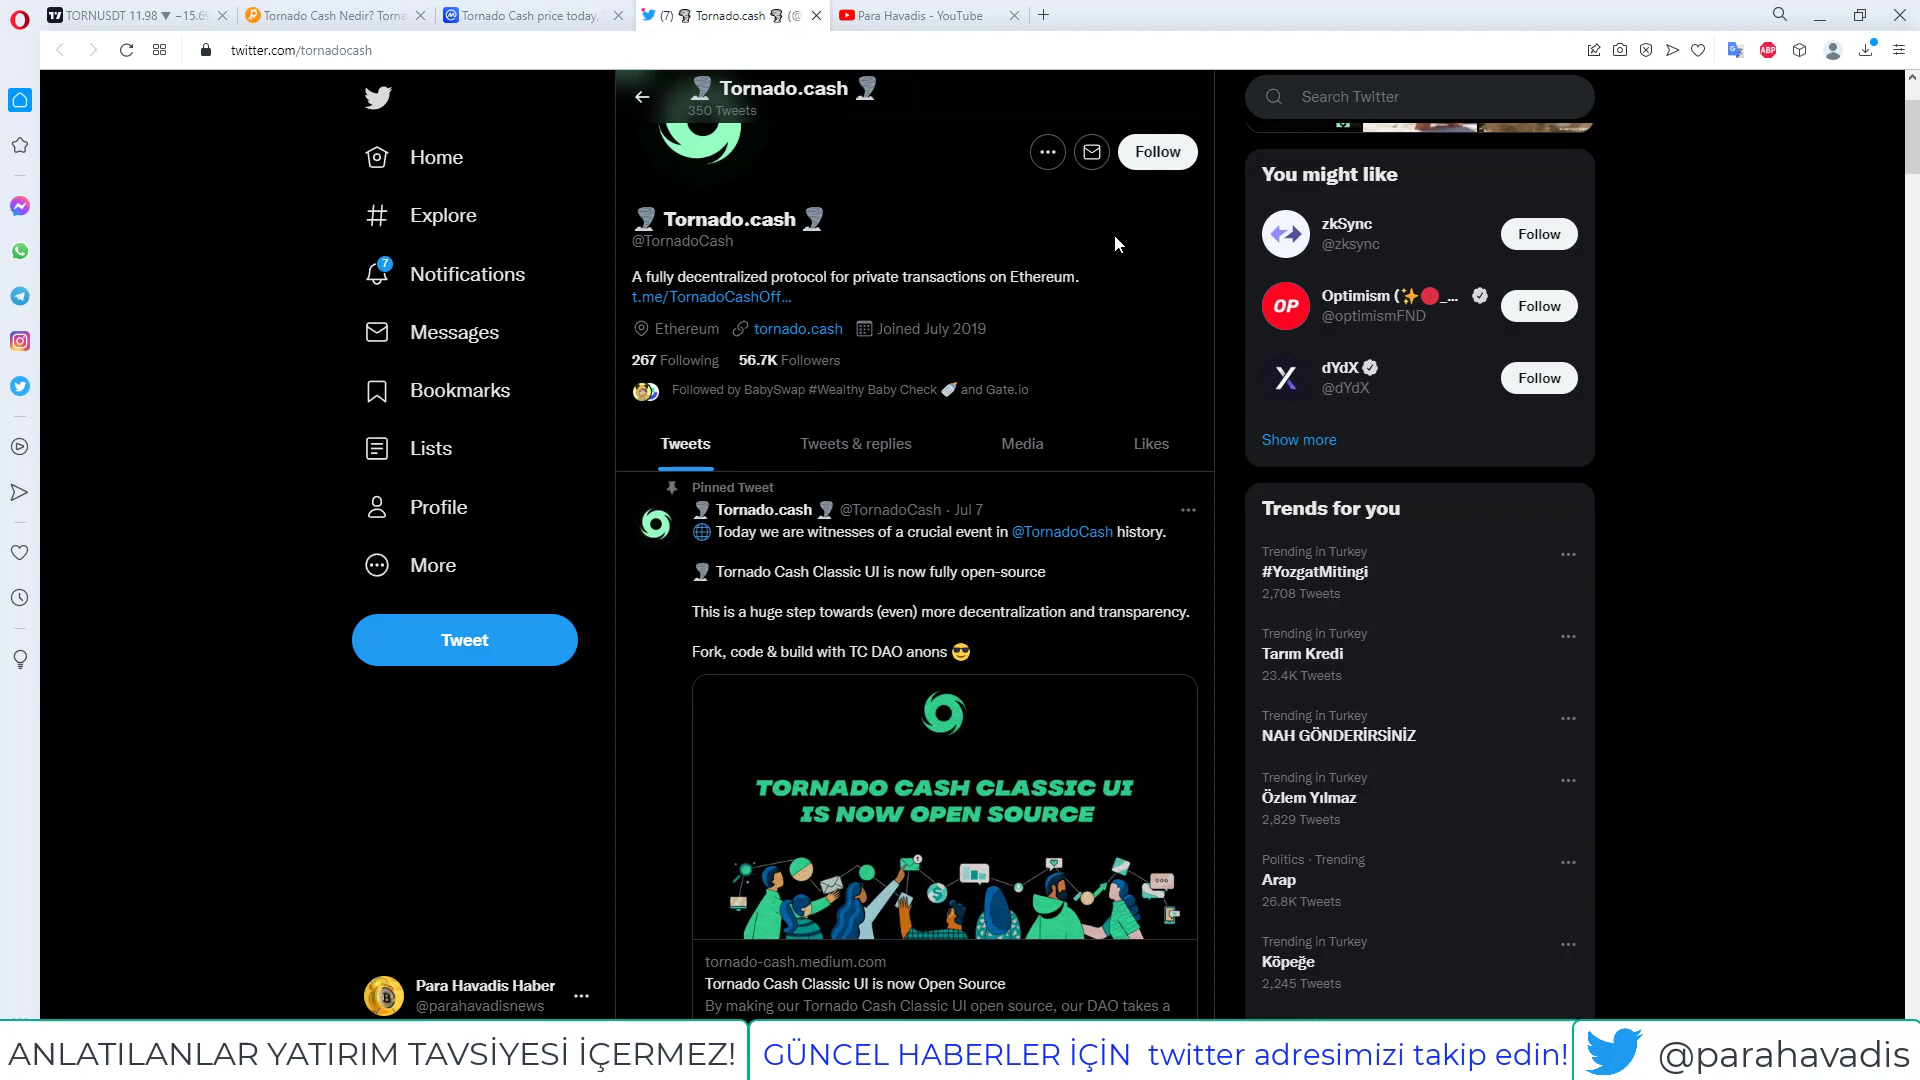 TORNUSDT 11.98 ▼ −15.69
Tornado Cash Nedir? Torna
Tornado Cash price today,
(7) 🌪 Tornado.cash 🌪 (@
Para Havadis - YouTube
twitter.com/tornadocash
ABP
🌪 Tornado.cash 🌪
350 Tweets
Follow
🌪 Tornado.cash 🌪
@TornadoCash
A fully decentralized protocol for private transactions on Ethereum.
t.me/TornadoCashOff…
Ethereum tornado.cash Joined July 2019
267 Following 56.7K Followers
Followed by BabySwap #Wealthy Baby Check 🍼 and Gate.io
Tweets
Tweets & replies
Media
Likes
Pinned Tweet
🌪 Tornado.cash 🌪 @TornadoCash · Jul 7
🌐 Today we are witnesses of a crucial event in @TornadoCash history.
🌪 Tornado Cash Classic UI is now fully open-source
This is a huge step towards (even) more decentralization and transparency.
Fork, code & build with TC DAO anons 😎
TORNADO CASH CLASSIC UI
IS NOW OPEN SOURCE
tornado-cash.medium.com
Tornado Cash Classic UI is now Open Source
By making our Tornado Cash Classic UI open source, our DAO takes a
Home
Explore
7
Notifications
Messages
Bookmarks
Lists
Profile
More
Tweet
Para Havadis Haber
@parahavadisnews
Search Twitter
You might like
zkSync
@zksync
Follow
OP
Optimism (✨🔴_…
@optimismFND
Follow
dYdX
@dYdX
Follow
Show more
Trends for you
Trending in Turkey
#YozgatMitingi
2,708 Tweets
Trending in Turkey
Tarım Kredi
23.4K Tweets
Trending in Turkey
NAH GÖNDERİRSİNİZ
Trending in Turkey
Özlem Yılmaz
2,829 Tweets
Politics · Trending
Arap
26.8K Tweets
Trending in Turkey
Köpeğe
2,245 Tweets
ANLATILANLAR YATIRIM TAVSİYESİ İÇERMEZ!
GÜNCEL HABERLER İÇİN twitter adresimizi takip edin!
@parahavadis